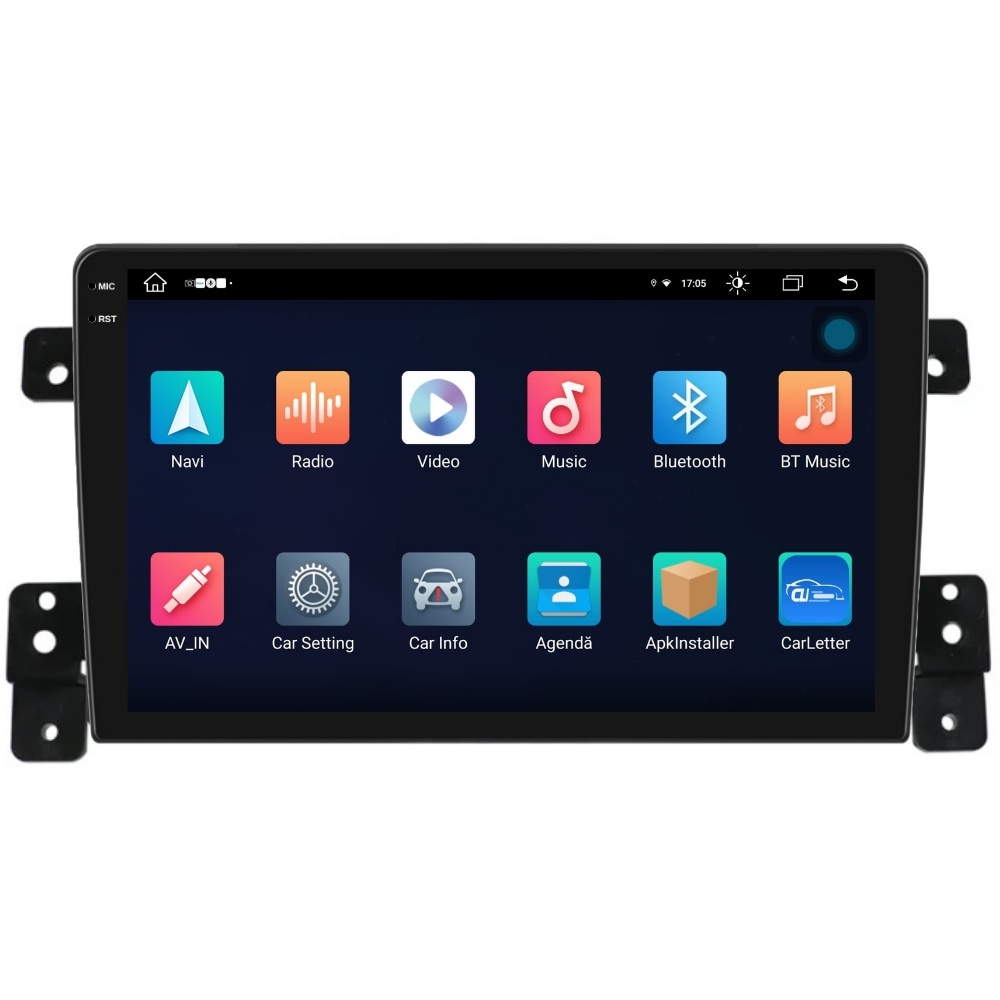 MIC
17:05
RST
Navi
Radio
Video
Music
Bluetooth
BT Music
AV_IN
Car Setting
Car Info
Agendă
ApkInstaller
CarLetter